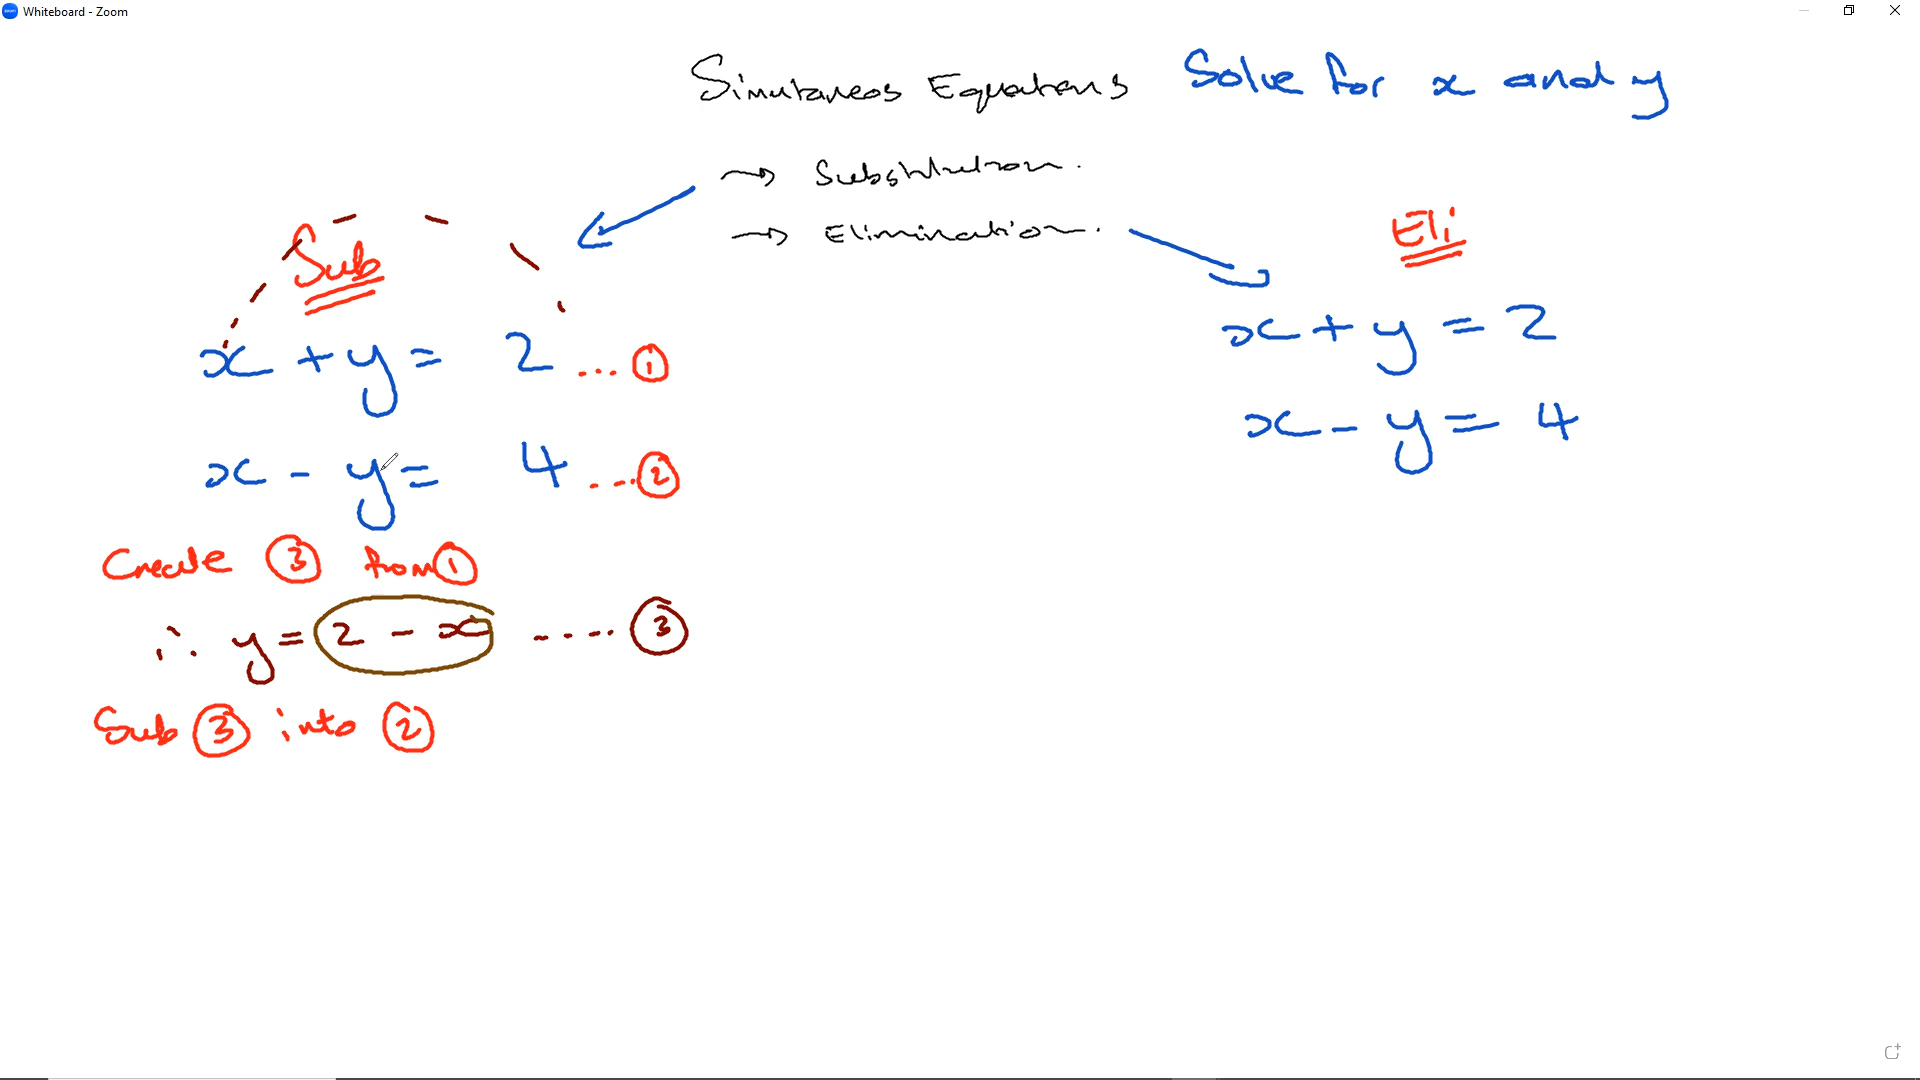 Whiteboard - Zoom
Simutaneos Equations Solve for x and y
→ Substitution.
→ Elimination.
Sub
x + y = 2 ... ①
x - y = 4 ... ②
Create ③ from ①
∴ y = 2 - x ..... ③
Sub ③ into ②
Eli
x + y = 2
x - y = 4